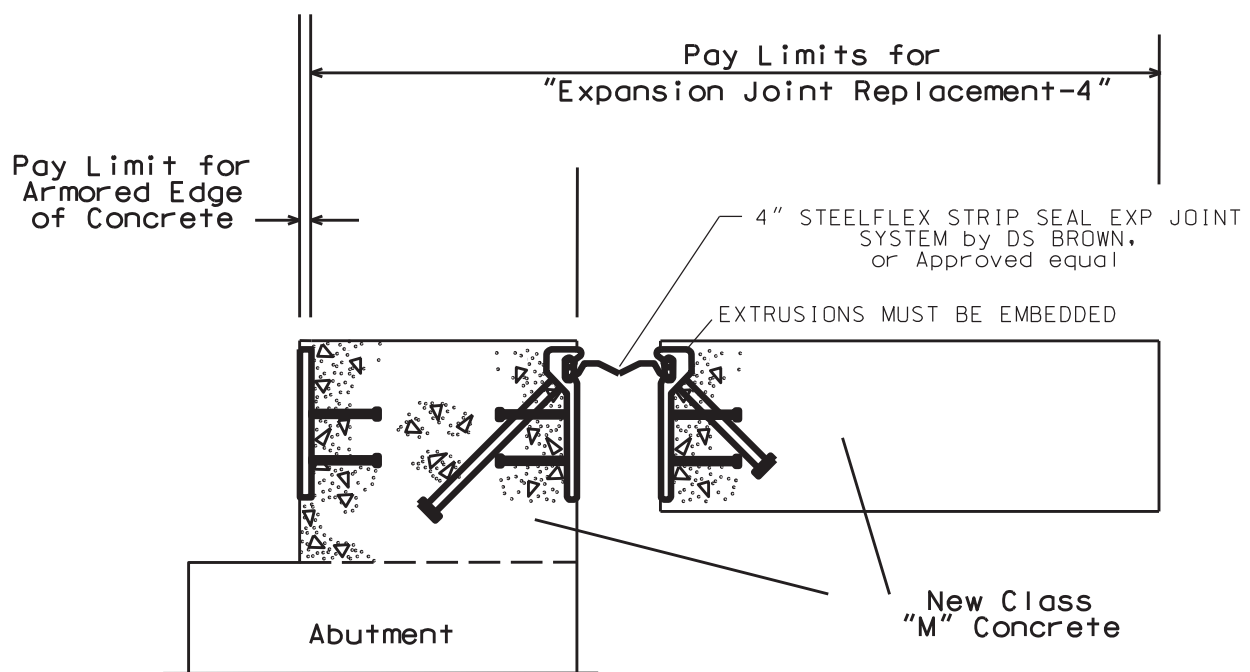 Pay Limits for
"Expansion Joint Replacement-4"
Pay Limit for
Armored Edge
of Concrete
4" STEELFLEX STRIP SEAL EXP JOINT
SYSTEM by DS BROWN,
or Approved equal
EXTRUSIONS MUST BE EMBEDDED
New Class
"M" Concrete
Abutment